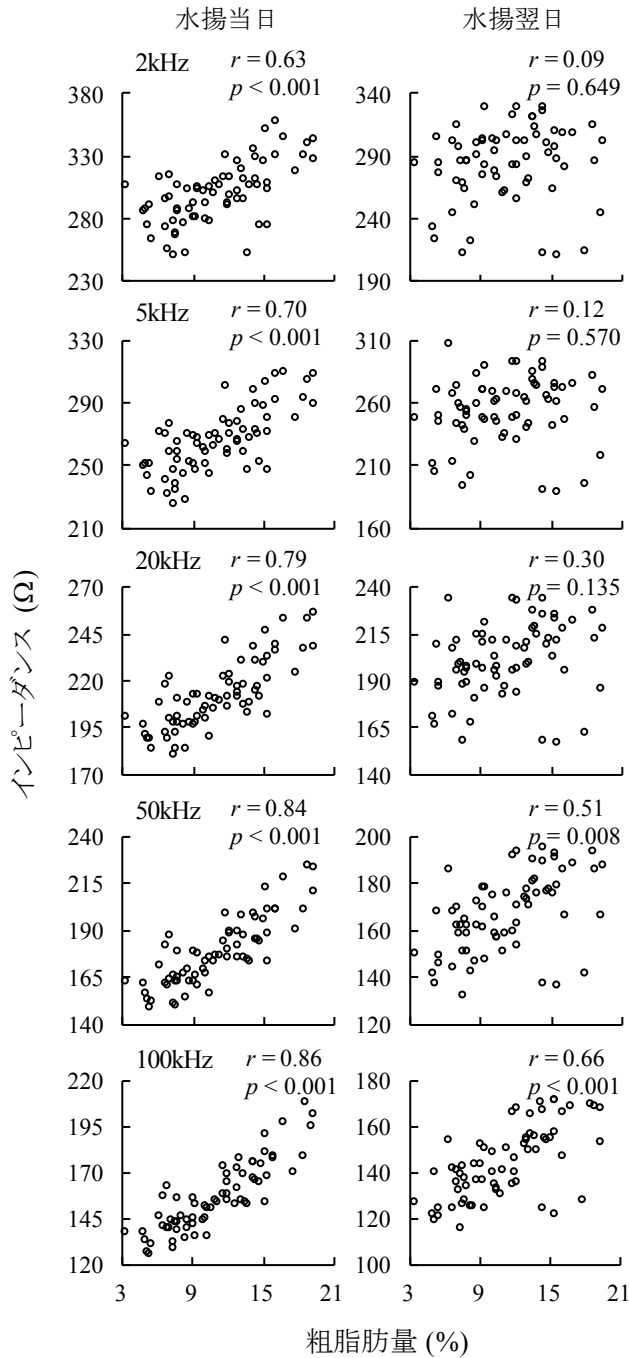 水揚当日 水揚翌日
2kHz r = 0.63 r = 0.09
p < 0.001 p = 0.649
380 340
330 290
280 240
230 190
5kHz r = 0.70 r = 0.12
p < 0.001 p = 0.570
330 310
290 260
250 210
210 160
20kHz r = 0.79 r = 0.30
p < 0.001 p = 0.135
270 240
245 215
220 190
195 165
170 140
50kHz r = 0.84 r = 0.51
p < 0.001 p = 0.008
240 200
215 180
190 160
165 140
140 120
100kHz r = 0.86 r = 0.66
p < 0.001 p < 0.001
220 180
195 160
170 140
145 120
120 100
3 9 15 21 3 9 15 21
インピーダンス (Ω)
粗脂肪量 (%)